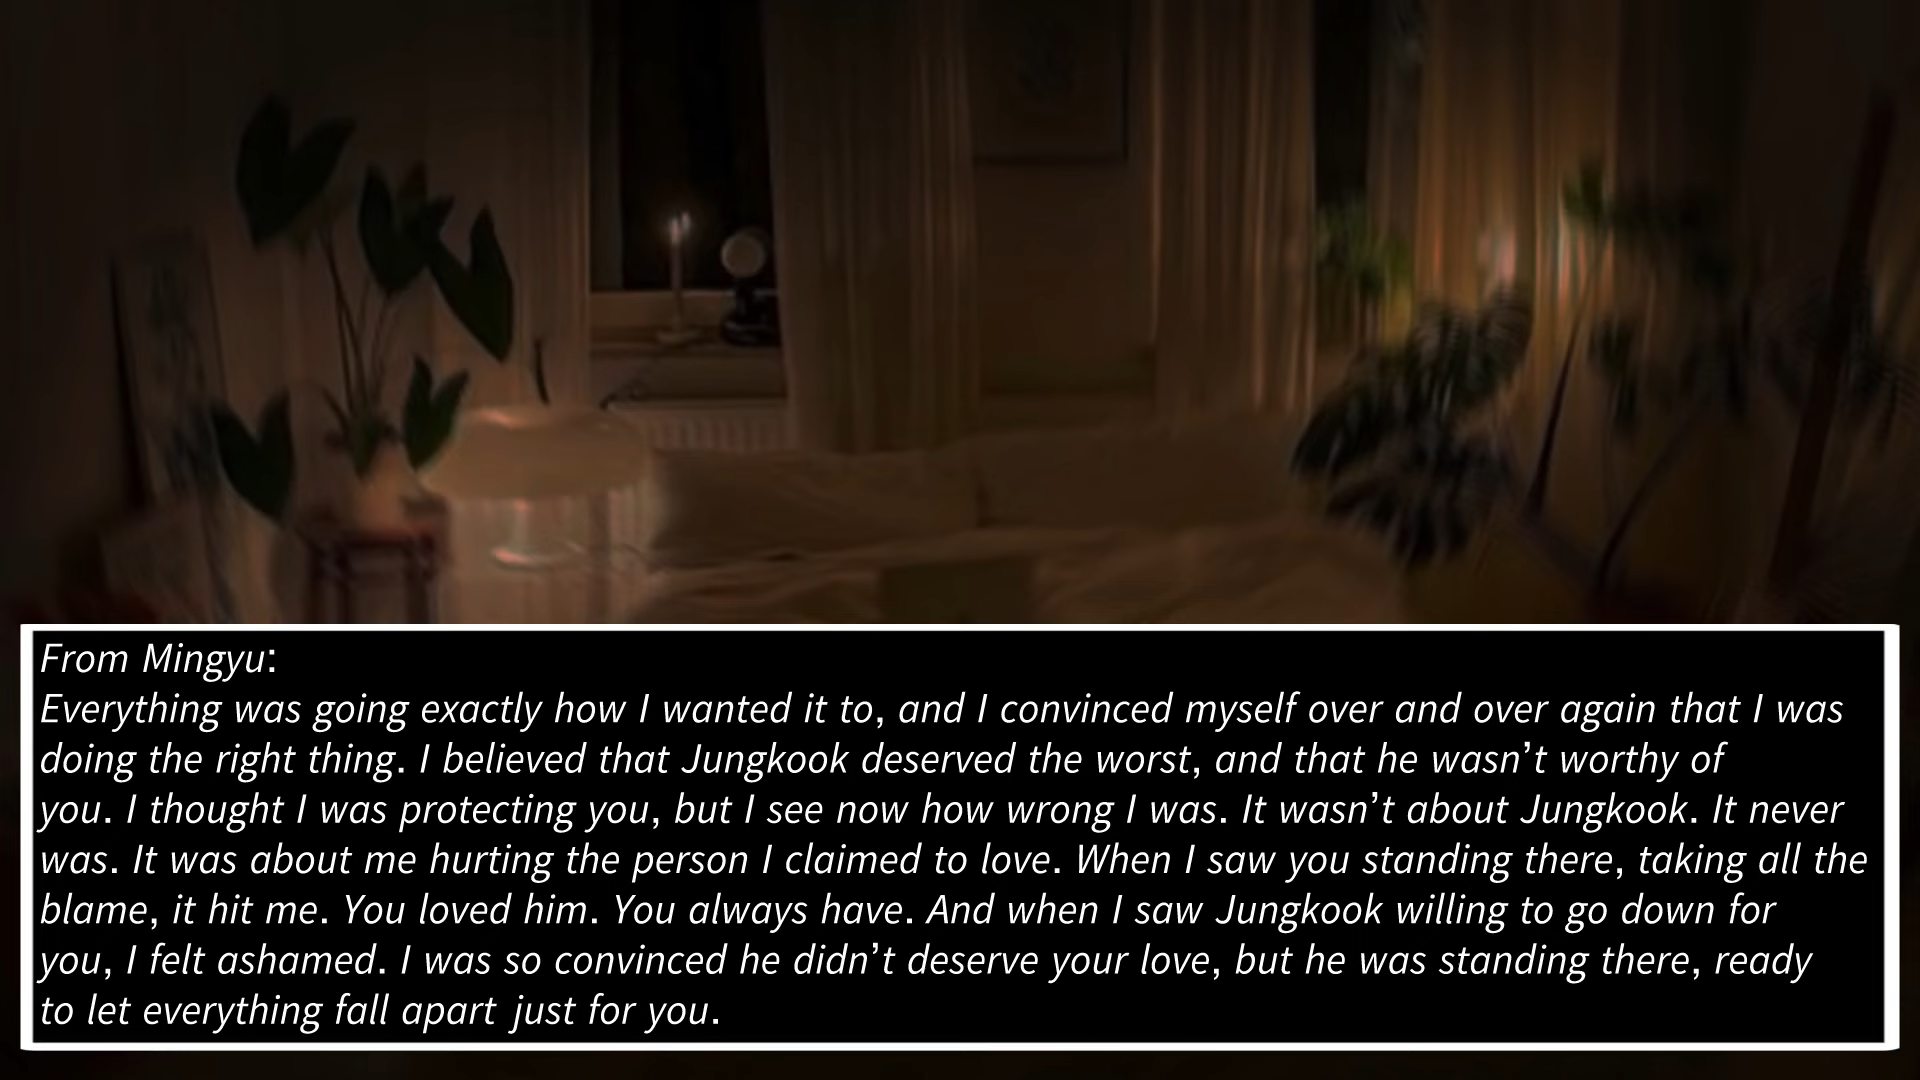 From Mingyu:
Everything was going exactly how I wanted it to, and I convinced myself over and over again that I was
doing the right thing. I believed that Jungkook deserved the worst, and that he wasn’t worthy of
you. I thought I was protecting you, but I see now how wrong I was. It wasn’t about Jungkook. It never
was. It was about me hurting the person I claimed to love. When I saw you standing there, taking all the
blame, it hit me. You loved him. You always have. And when I saw Jungkook willing to go down for
you, I felt ashamed. I was so convinced he didn’t deserve your love, but he was standing there, ready
to let everything fall apart just for you.